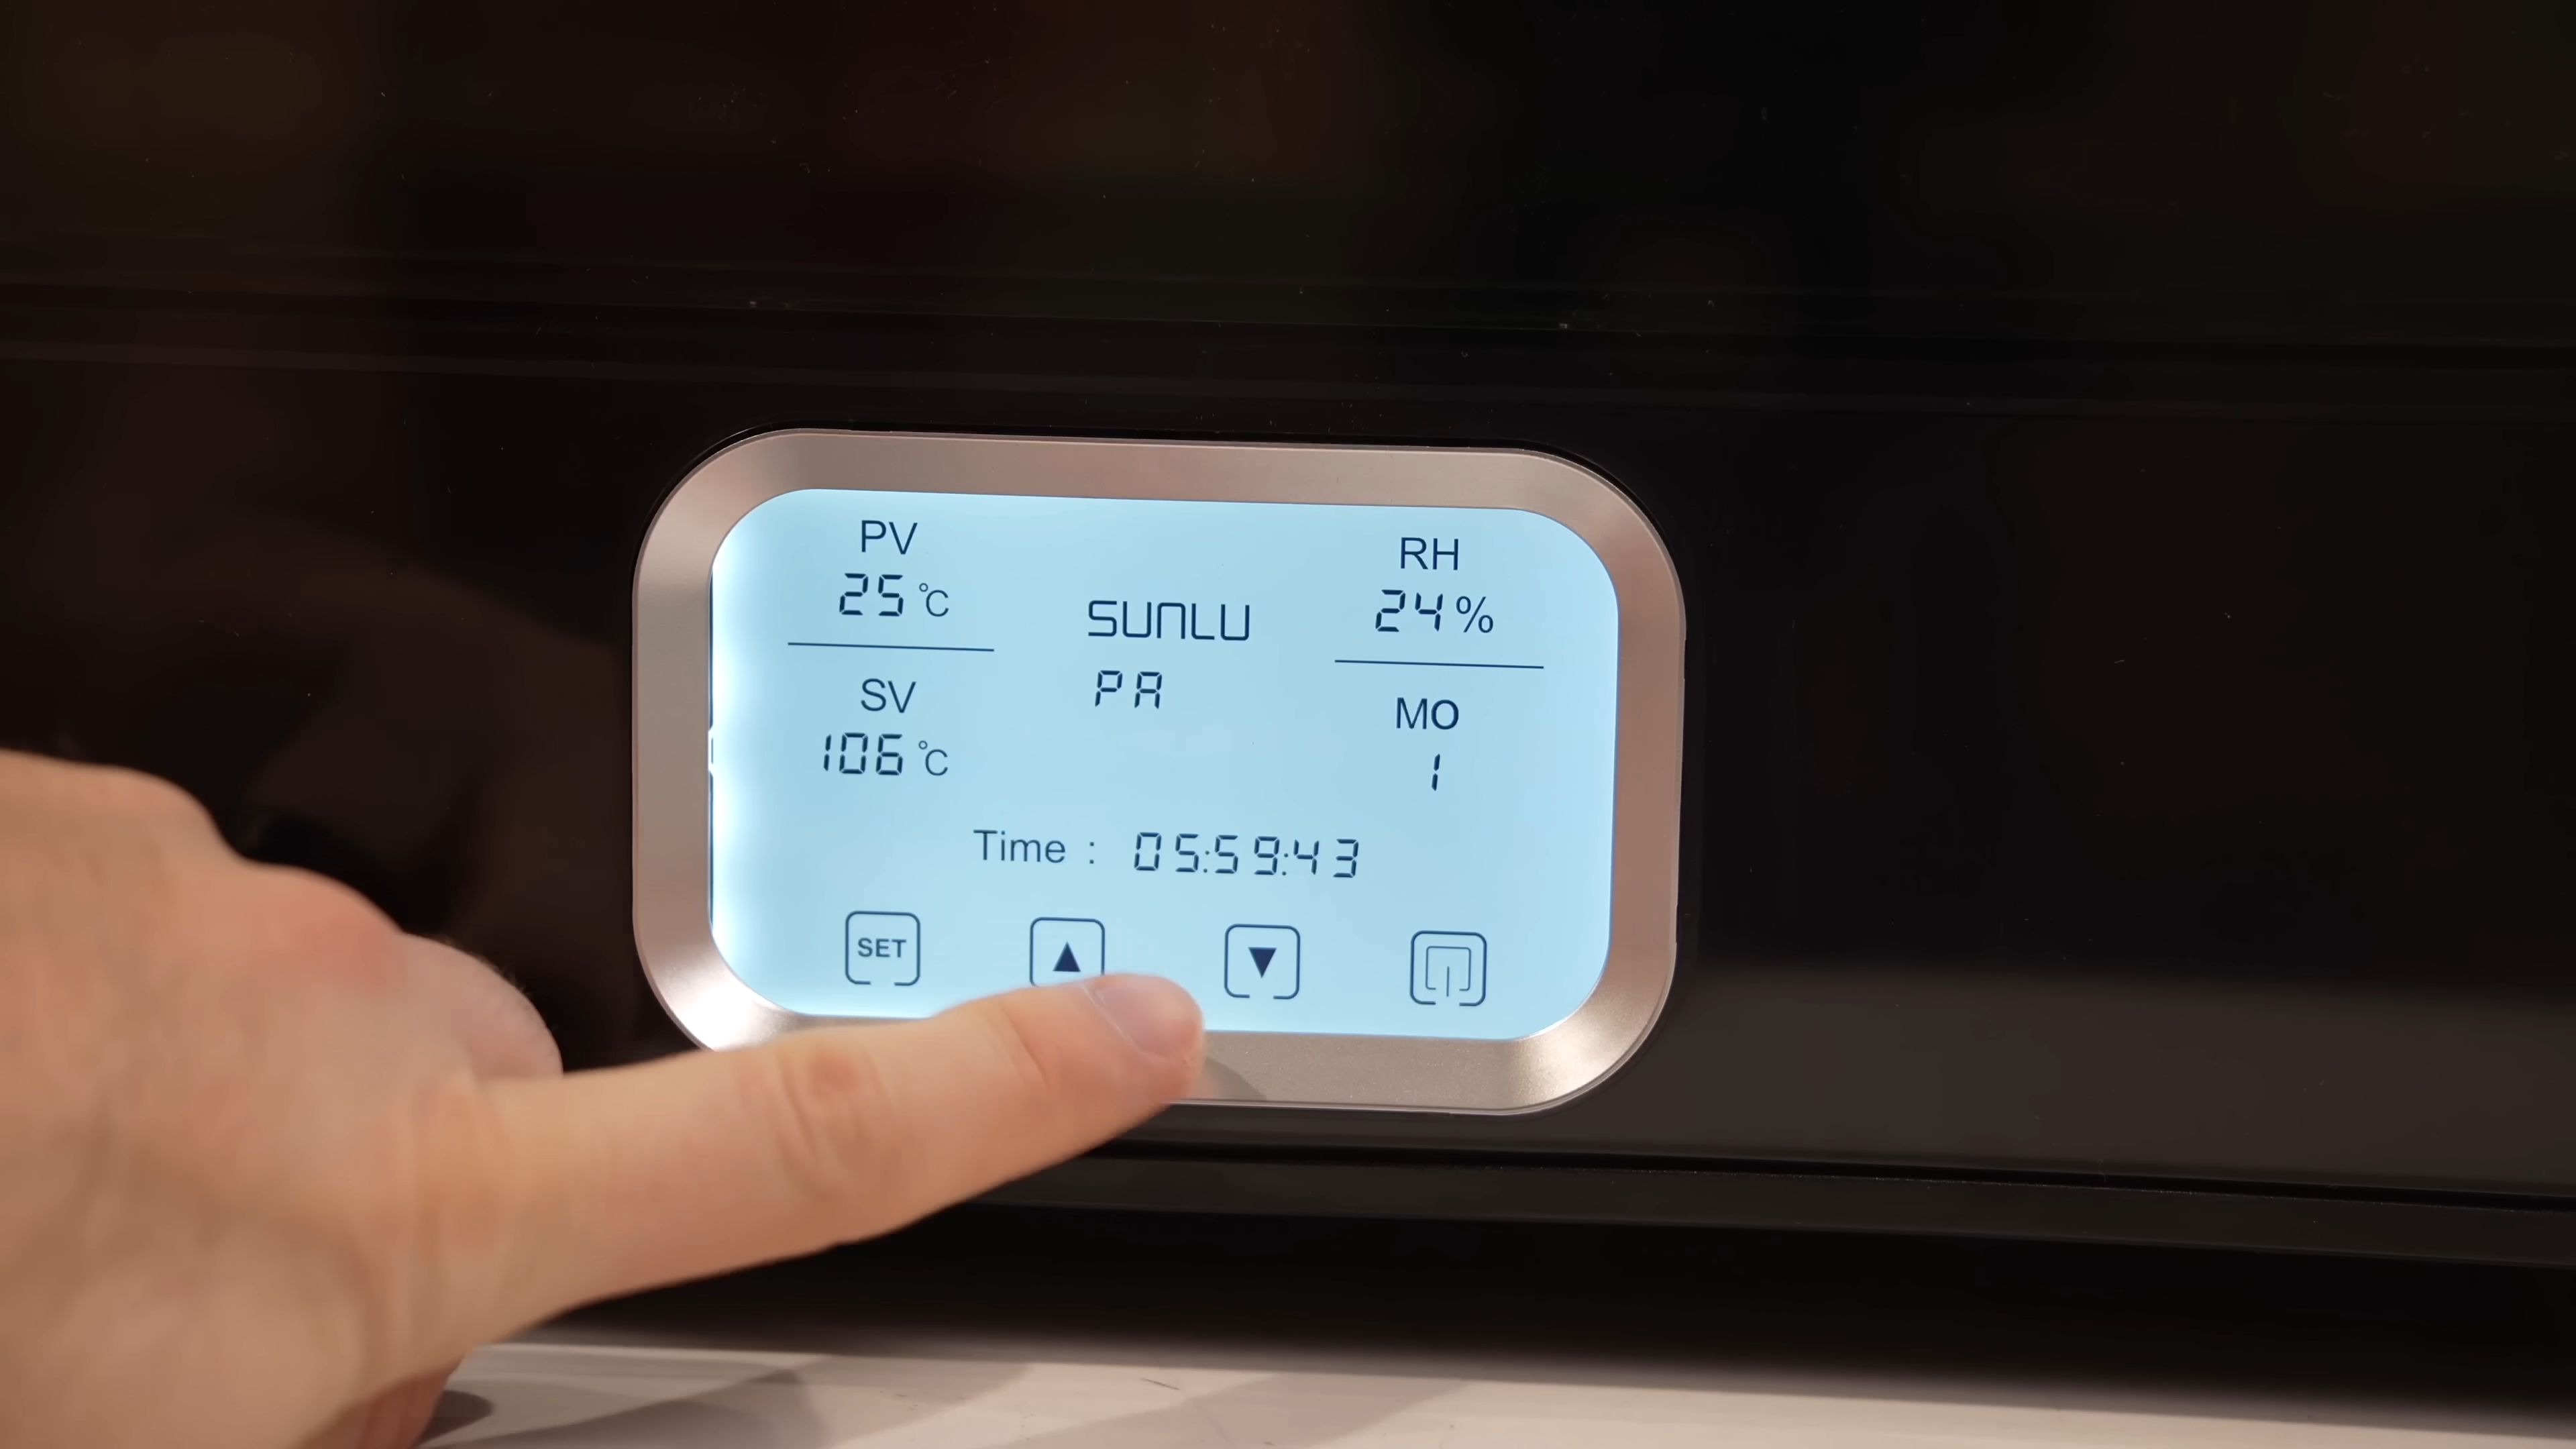 PV
25 °C
SV
106 °C
SUNLU
PA
RH
24 %
MO
1
Time : 05:59:43
SET